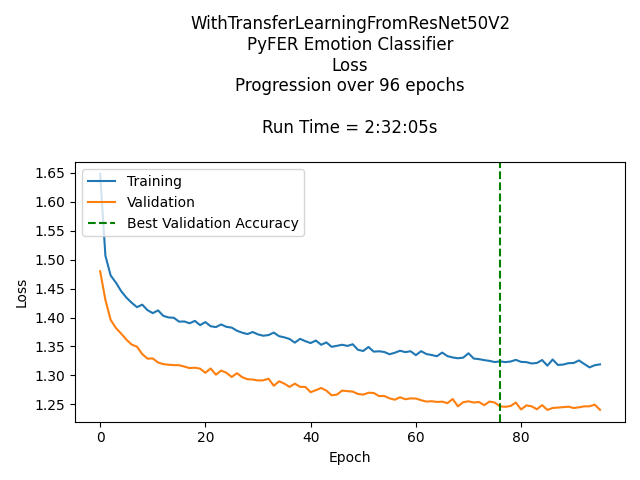 WithTransferLearningFromResNet50V2
PyFER Emotion Classifier
Loss
Progression over 96 epochs
Run Time = 2:32:05s
Training
Validation
Best Validation Accuracy
1.65
1.60
1.55
1.50
1.45
1.40
1.35
1.30
1.25
Loss
0 20 40 60 80
Epoch